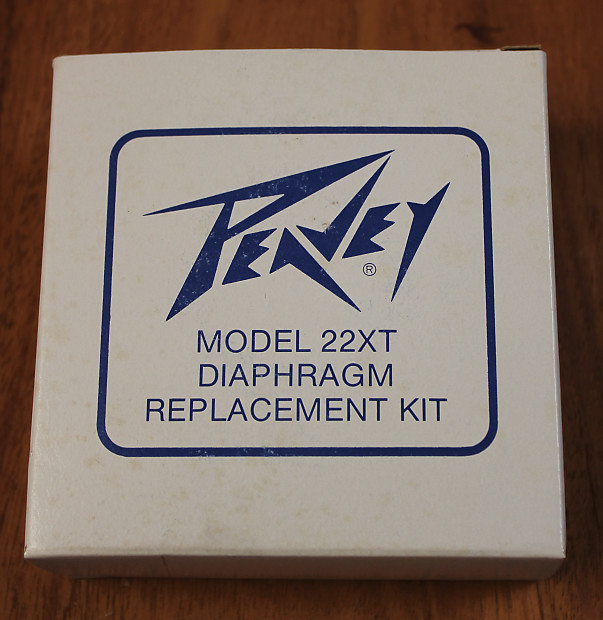 PEAVEY
®
MODEL 22XT
DIAPHRAGM
REPLACEMENT KIT